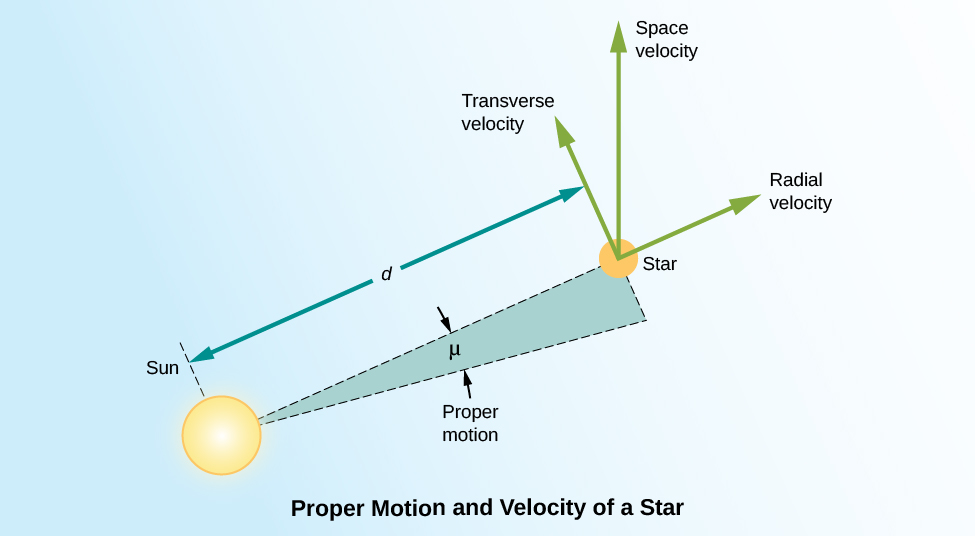 Space
velocity
Transverse
velocity
Radial
velocity
Star
d
μ
Sun
Proper
motion
Proper Motion and Velocity of a Star